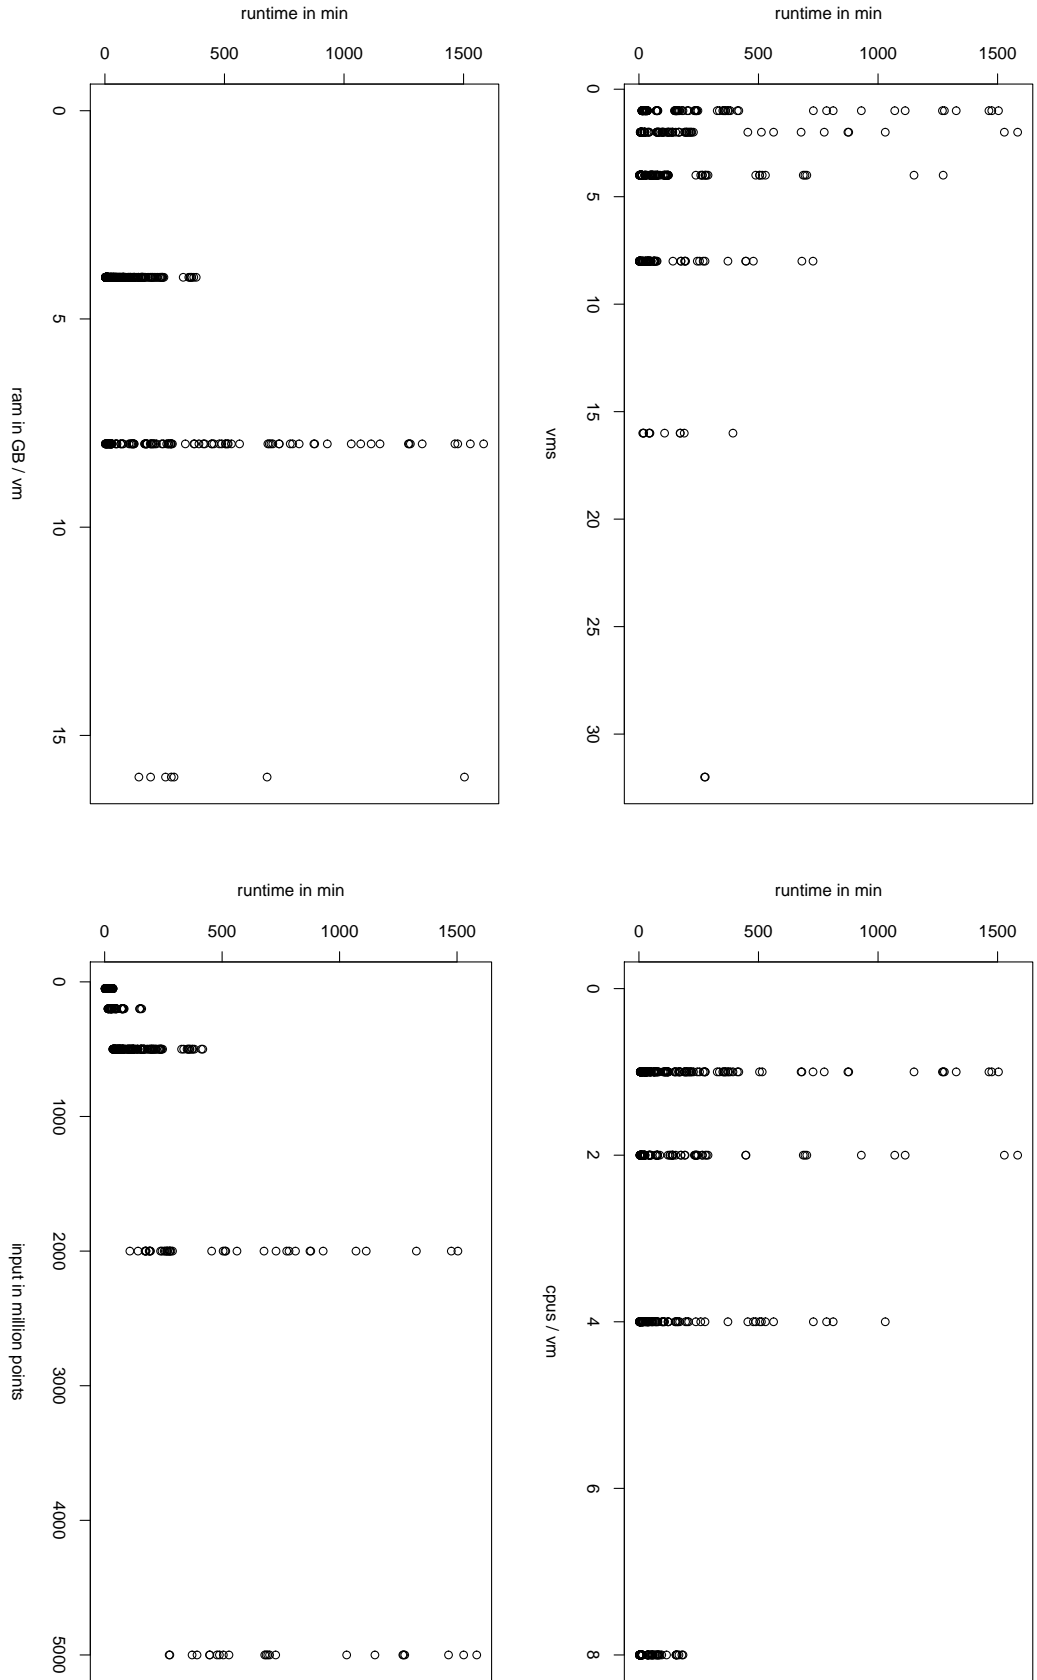 runtime in min
0 500 1000 1500
0 5 10 15
ram in GB / vm
runtime in min
0 500 1000 1500
0 5 10 15 20 25 30
vms
runtime in min
0 500 1000 1500
0 1000 2000 3000 4000 5000
input in million points
runtime in min
0 500 1000 1500
0 2 4 6 8
cpus / vm